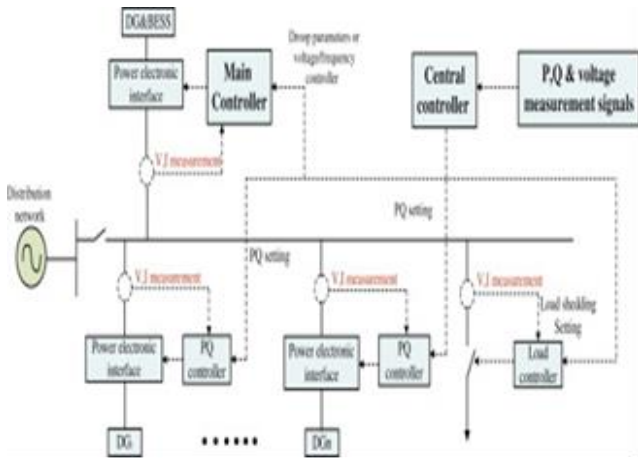 DG&BESS
Droop parameters or
voltage/frequency
controller
Power electronic
interface
Main
Controller
Central
controller
P,Q & voltage
measurement signals
V,I measurement
Distribution
network
PQ setting
PQ setting
V,I measurement
V,I measurement
V,I measurement
Load shedding
Setting
Power electronic
interface
PQ
controller
Power electronic
interface
PQ
controller
Load
controller
DGi
......
DGn